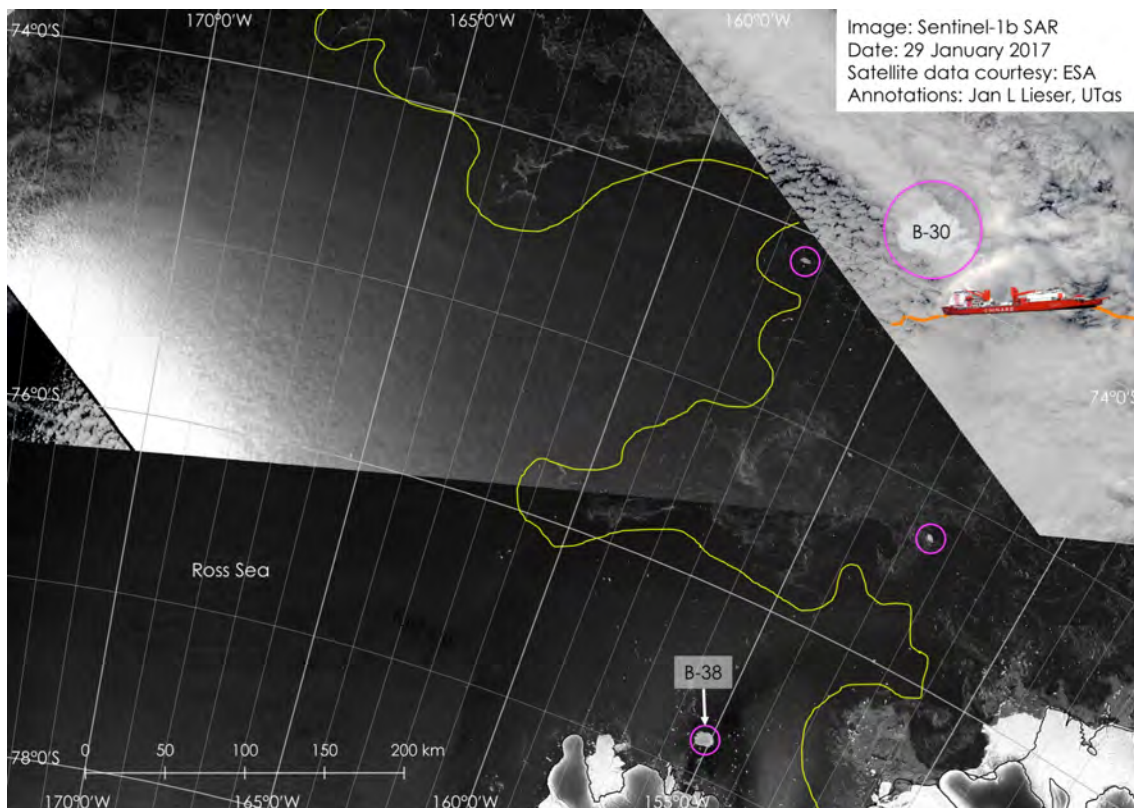 170°0'W
165°0'W
160°0'W
74°0'S
Image: Sentinel-1b SAR
Date: 29 January 2017
Satellite data courtesy: ESA
Annotations: Jan L Lieser, UTas
B-30
76°0'S
74°0'S
Ross Sea
B-38
78°0'S
0 50 100 150 200 km
170°0'W
165°0'W
160°0'W
155°0'W